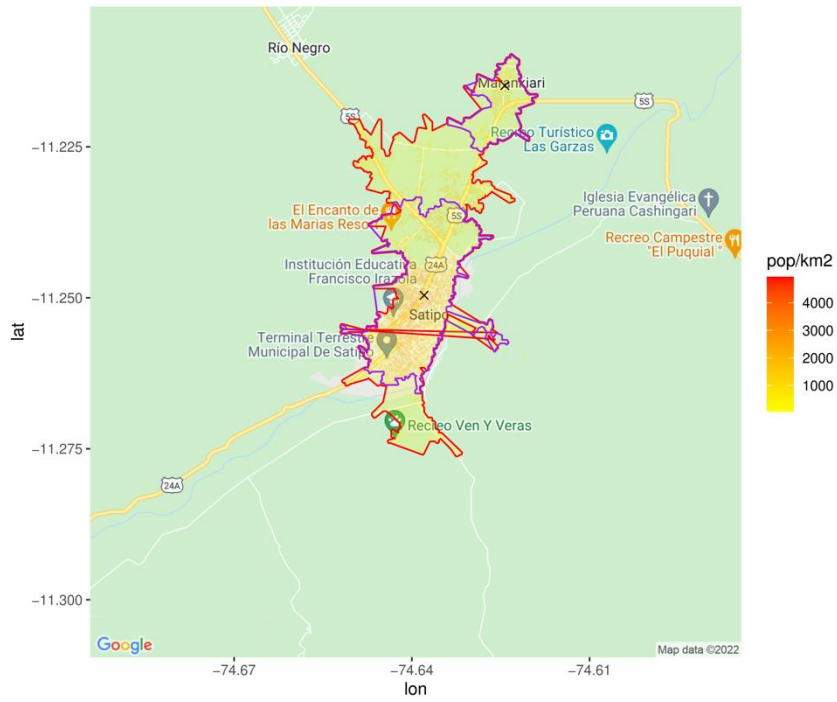 Río Negro
Marankiari
5S
5S
−11.225
Recreo Turístico
Las Garzas
Iglesia Evangélica
Peruana Cashingari
El Encanto de
las Marias Reso
5S
Recreo Campestre
"El Puquial "
Institución Educativa
Francisco Irazola
24A
pop/km2
4000
3000
2000
1000
−11.250
lat
Satipo
Terminal Terrestre
Municipal De Satipo
Recreo Ven Y Veras
−11.275
24A
−11.300
Google
Map data ©2022
−74.67
−74.64
−74.61
lon